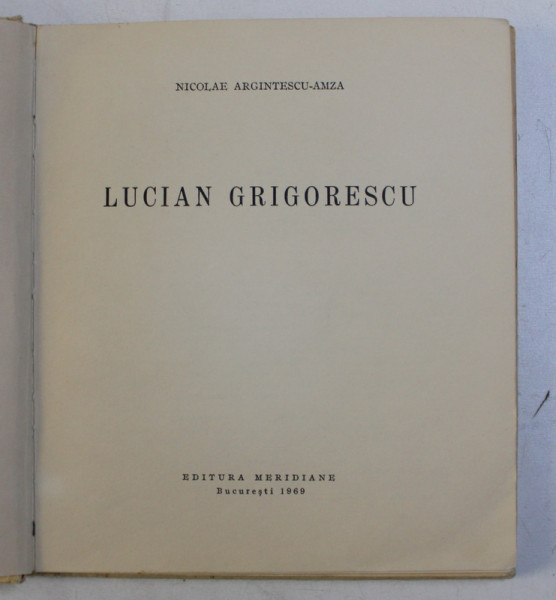 NICOLAE ARGINTESCU-AMZA
LUCIAN GRIGORESCU
EDITURA MERIDIANE
București 1969